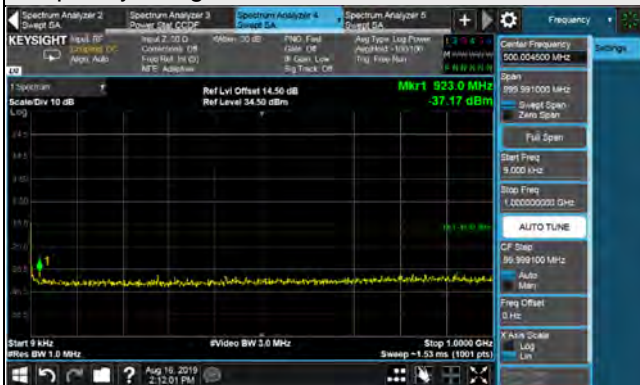 Spectrum Analyzer 2
Swept SA
Spectrum Analyzer 3
Power Stat CCDF
Spectrum Analyzer 4
Swept SA
Spectrum Analyzer 5
Swept SA
+
Frequency
KEYSIGHT
Input: RF
Coupling: DC
Align: Auto
Input Z: 50 Ω
Corrections: Off
Freq Ref: Int (S)
NFE: Adaptive
#Atten: 30 dB
PNO: Fast
Gate: Off
IF Gain: Low
Sig Track: Off
Avg Type: Log-Power
Trig: Free Run
Center Frequency
500.004500 MHz
Settings
Span
999.991000 MHz
Swept Span
Zero Span
Full Span
Start Freq
9.000 kHz
Stop Freq
1.000000000 GHz
AUTO TUNE
CF Step
99.999100 MHz
Auto
Man
Freq Offset
0 Hz
X Axis Scale
Log
Lin
1 Spectrum
Scale/Div 10 dB
Log
Ref Lvl Offset 14.50 dB
Ref Level 34.50 dBm
Mkr1 923.0 MHz
-37.17 dBm
1
Start 9 kHz
#Res BW 1.0 MHz
#Video BW 3.0 MHz
Stop 1.0000 GHz
Sweep ~1.53 ms (1001 pts)
?
Aug 16, 2019
2:12:01 PM